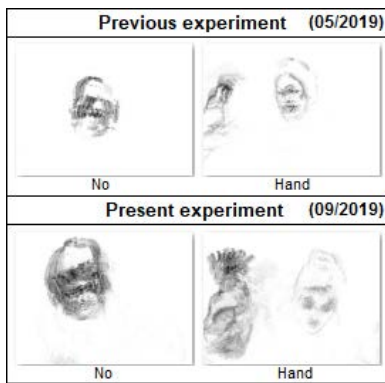 Previous experiment (05/2019)
No Hand
Present experiment (09/2019)
No Hand